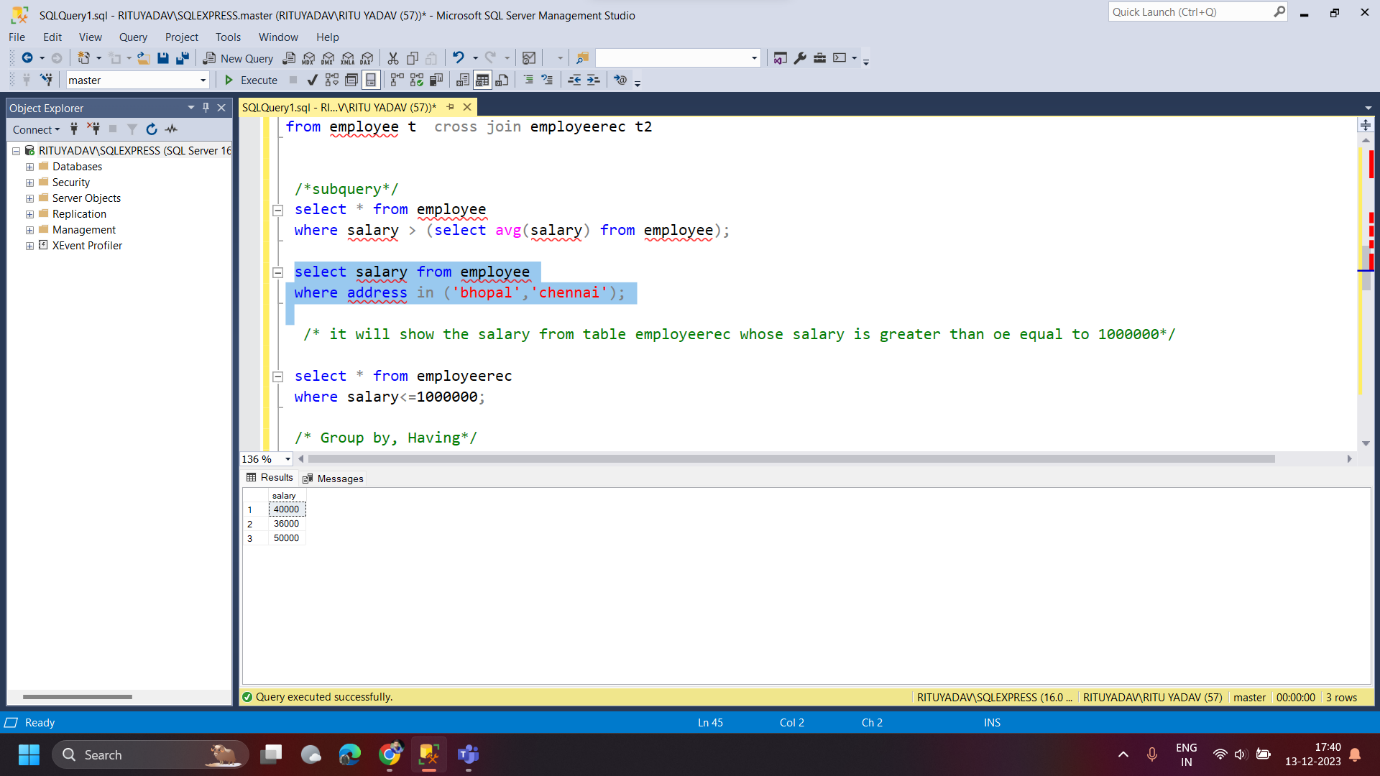 SQLQuery1.sql - RITUYADAV\SQLEXPRESS.master (RITUYADAV\RITU YADAV (57))* - Microsoft SQL Server Management Studio
Quick Launch (Ctrl+Q)
File Edit View Query Project Tools Window Help
New Query MDX DMX XMLA DAX
master Execute
Object Explorer
SQLQuery1.sql - RI...V\RITU YADAV (57))*
Connect
RITUYADAV\SQLEXPRESS (SQL Server 16
Databases
Security
Server Objects
Replication
Management
XEvent Profiler
from employee t  cross join employeerec t2
/*subquery*/
select * from employee
where salary > (select avg(salary) from employee);
select salary from employee
where address in ('bhopal','chennai');
/* it will show the salary from table employeerec whose salary is greater than oe equal to 1000000*/
select * from employeerec
where salary<=1000000;
/* Group by, Having*/
136 %
Results Messages
salary
1 40000
2 36000
3 50000
Query executed successfully.
RITUYADAV\SQLEXPRESS (16.0 ... RITUYADAV\RITU YADAV (57) master 00:00:00 3 rows
Ready Ln 45 Col 2 Ch 2 INS
Search
ENG
IN
17:40
13-12-2023